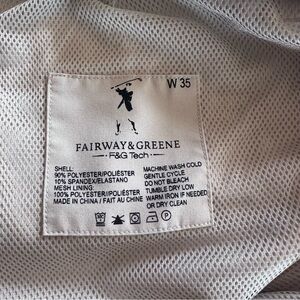 W 35
FAIRWAY & GREENE
F&G Tech
SHELL:
90% POLYESTER/POLIÉSTER
10% SPANDEX/ELASTANO
MESH LINING:
100% POLYESTER/POLIÉSTER
MADE IN CHINA / FAIT AU CHINE
MACHINE WASH COLD
GENTLE CYCLE
DO NOT BLEACH
TUMBLE DRY LOW
WARM IRON IF NEEDED
OR DRY CLEAN
P